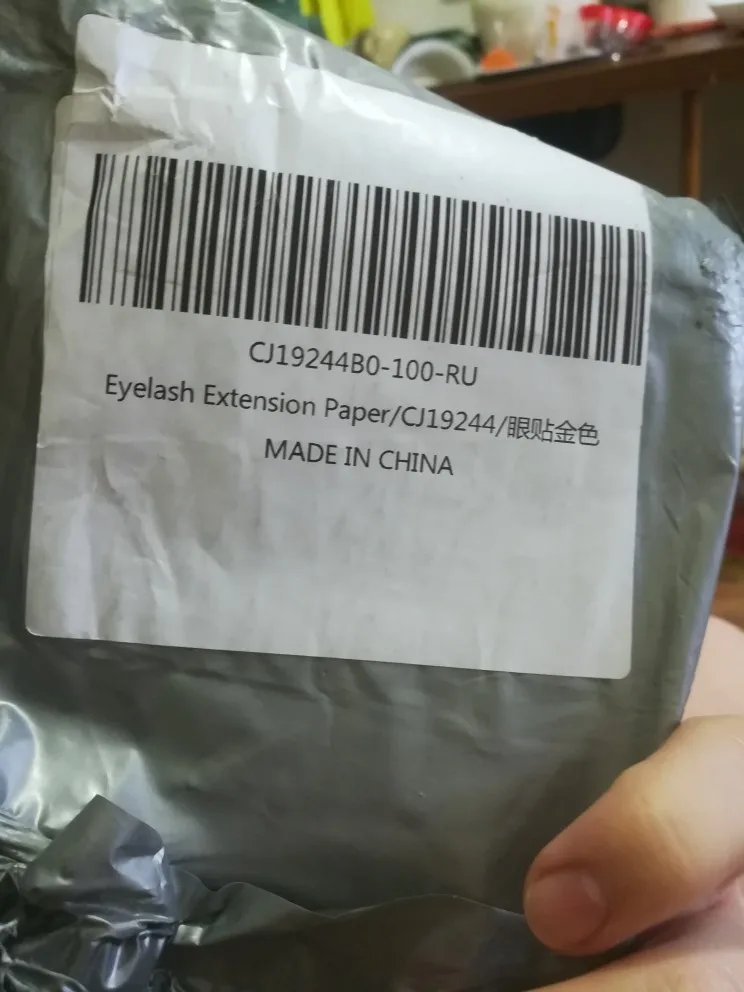 CJ19244B0-100-RU
Eyelash Extension Paper/CJ19244/眼贴金色
MADE IN CHINA